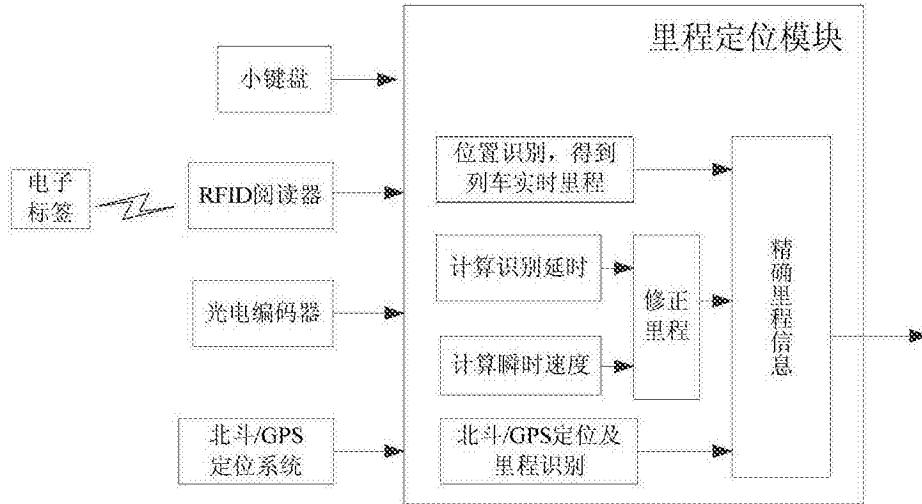 里程定位模块
小键盘
电子
标签
RFID阅读器
位置识别，得到
列车实时里程
光电编码器
计算识别延时
计算瞬时速度
修正
里程
北斗/GPS
定位系统
北斗/GPS定位及
里程识别
精
确
里
程
信
息